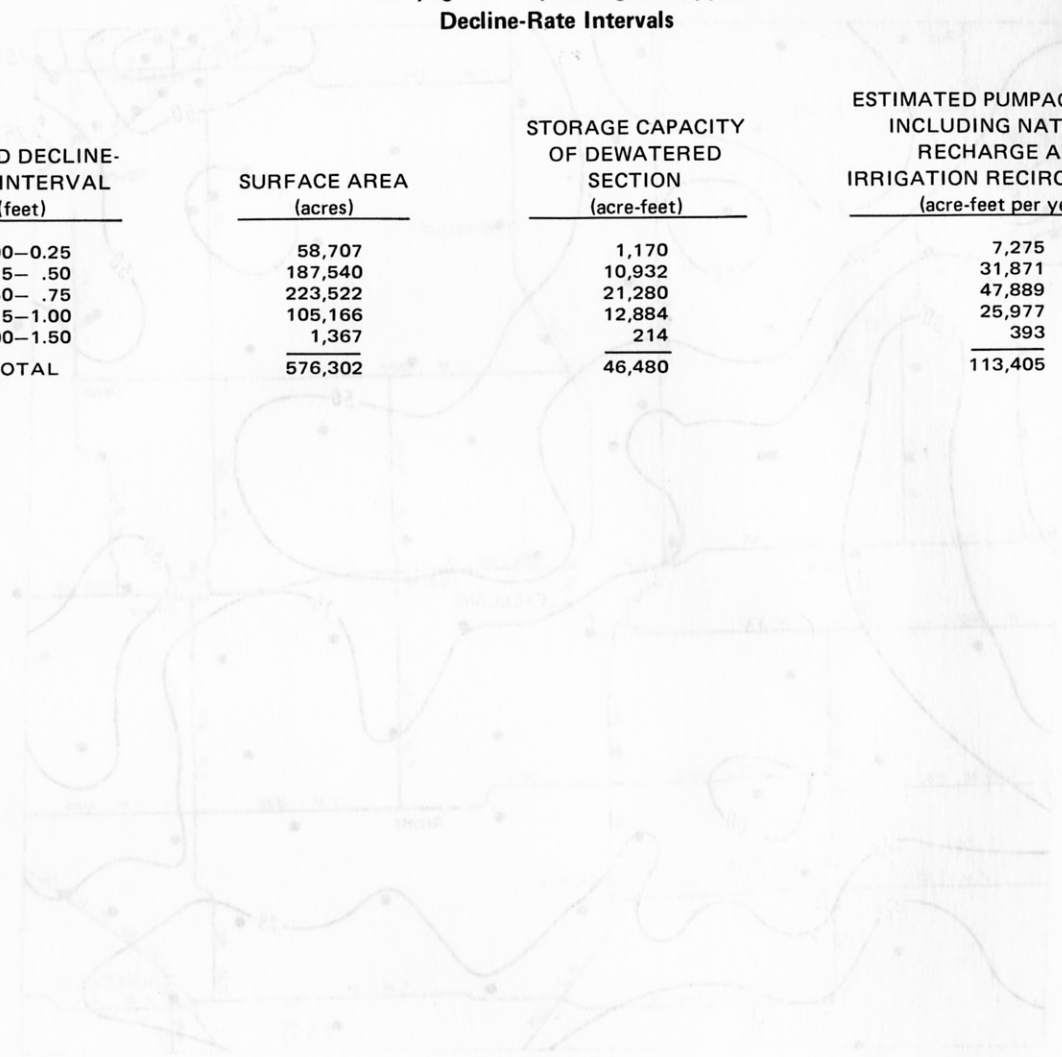 Decline-Rate Intervals
D DECLINE-
INTERVAL
(feet)
SURFACE AREA
(acres)
STORAGE CAPACITY
OF DEWATERED
SECTION
(acre-feet)
ESTIMATED PUMPAG
INCLUDING NAT
RECHARGE A
IRRIGATION RECIRC
(acre-feet per ye
0–0.25 58,707 1,170 7,275
5– .50 187,540 10,932 31,871
0– .75 223,522 21,280 47,889
5–1.00 105,166 12,884 25,977
0–1.50 1,367 214 393
OTAL 576,302 46,480 113,405